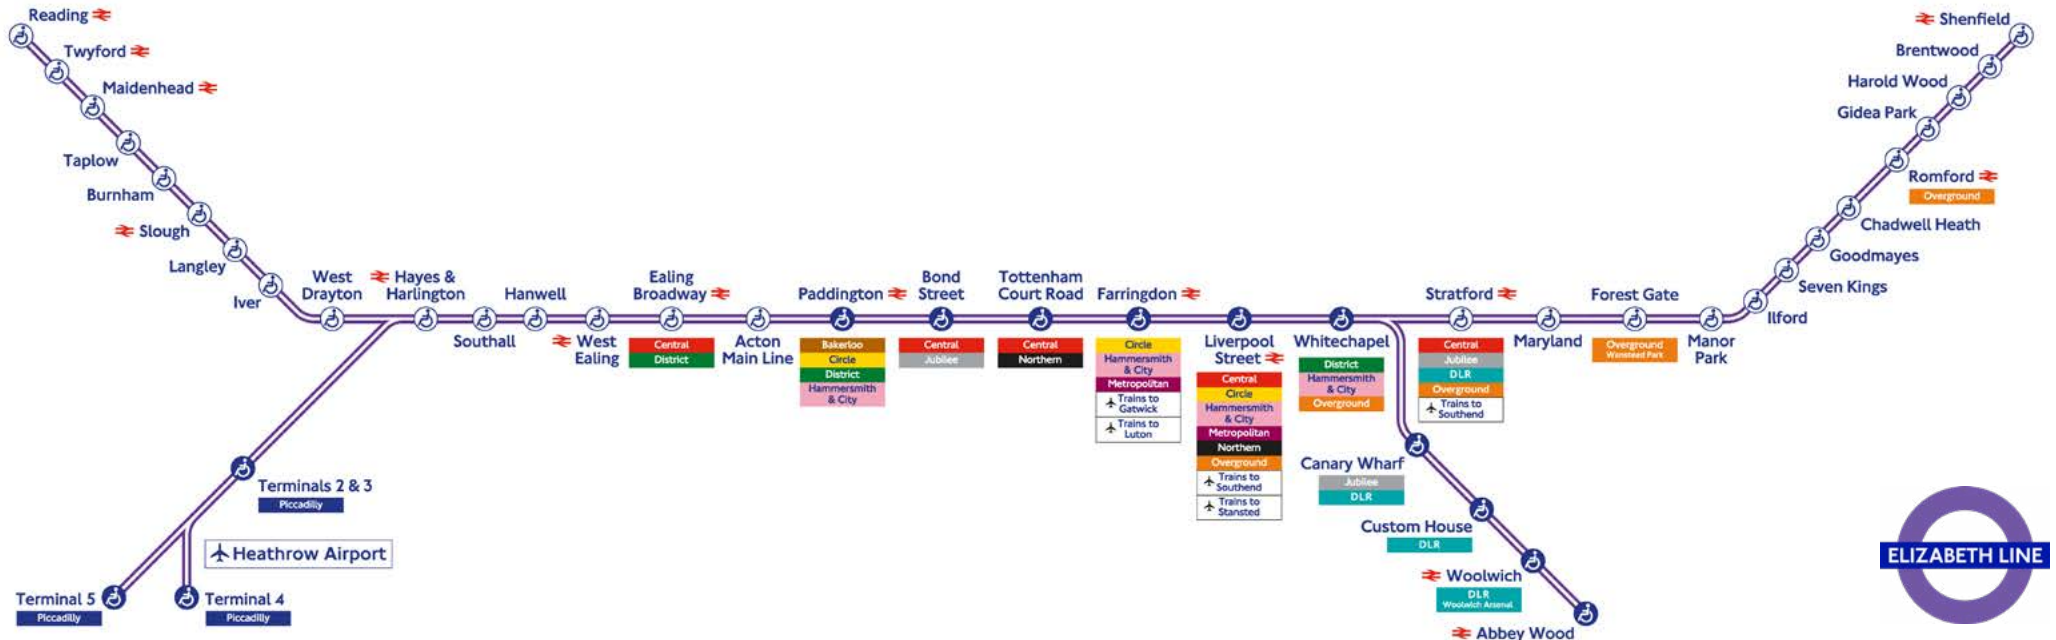 Reading
Twyford
Maidenhead
Taplow
Burnham
Slough
Langley
Iver
West
Drayton
Hayes &
Harlington
Southall
Hanwell
West
Ealing
Ealing
Broadway
Central
District
Acton
Main Line
Paddington
Bakerloo
Circle
District
Hammersmith
& City
Bond
Street
Central
Jubilee
Tottenham
Court Road
Central
Northern
Farringdon
Circle
Hammersmith
& City
Metropolitan
Trains to
Gatwick
Trains to
Luton
Liverpool
Street
Central
Circle
Hammersmith
& City
Metropolitan
Northern
Overground
Trains to
Southend
Trains to
Stansted
Whitechapel
District
Hammersmith
& City
Overground
Stratford
Central
Jubilee
DLR
Overground
Trains to
Southend
Maryland
Forest Gate
Overground
Wanstead Park
Manor
Park
Ilford
Seven Kings
Goodmayes
Chadwell Heath
Romford
Overground
Gidea Park
Harold Wood
Brentwood
Shenfield
Canary Wharf
Jubilee
DLR
Custom House
DLR
Woolwich
DLR
Woolwich Arsenal
Abbey Wood
Terminals 2 & 3
Piccadilly
Heathrow Airport
Terminal 5
Piccadilly
Terminal 4
Piccadilly
ELIZABETH LINE